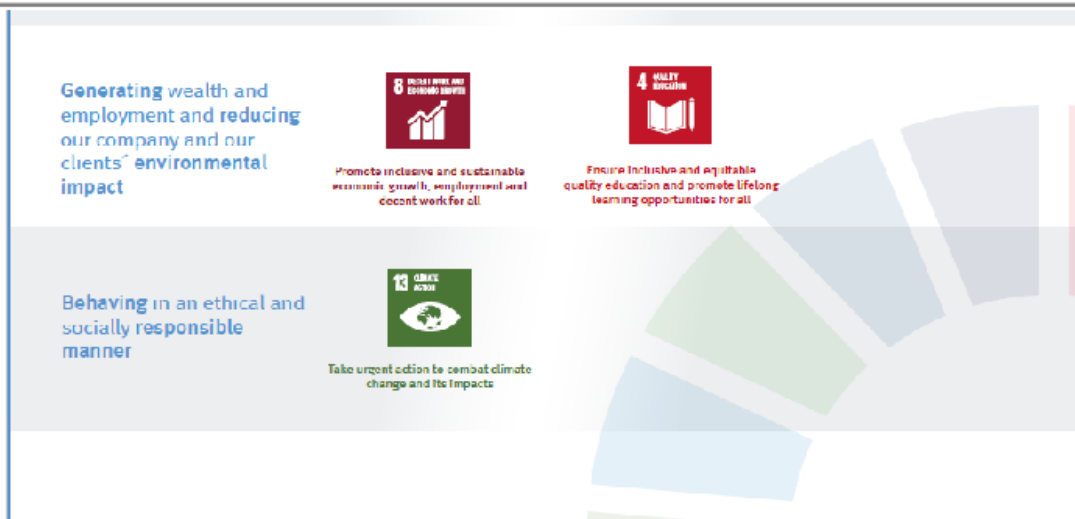 Generating wealth and
employment and reducing
our company and our
clients´ environmental
impact
8 DECENT WORK AND
ECONOMIC GROWTH
Promote inclusive and sustainable
economic growth, employment and
decent work for all
4 QUALITY
EDUCATION
Ensure inclusive and equitable
quality education and promote lifelong
learning opportunities for all
Behaving in an ethical and
socially responsible
manner
13 CLIMATE
ACTION
Take urgent action to combat climate
change and its impacts